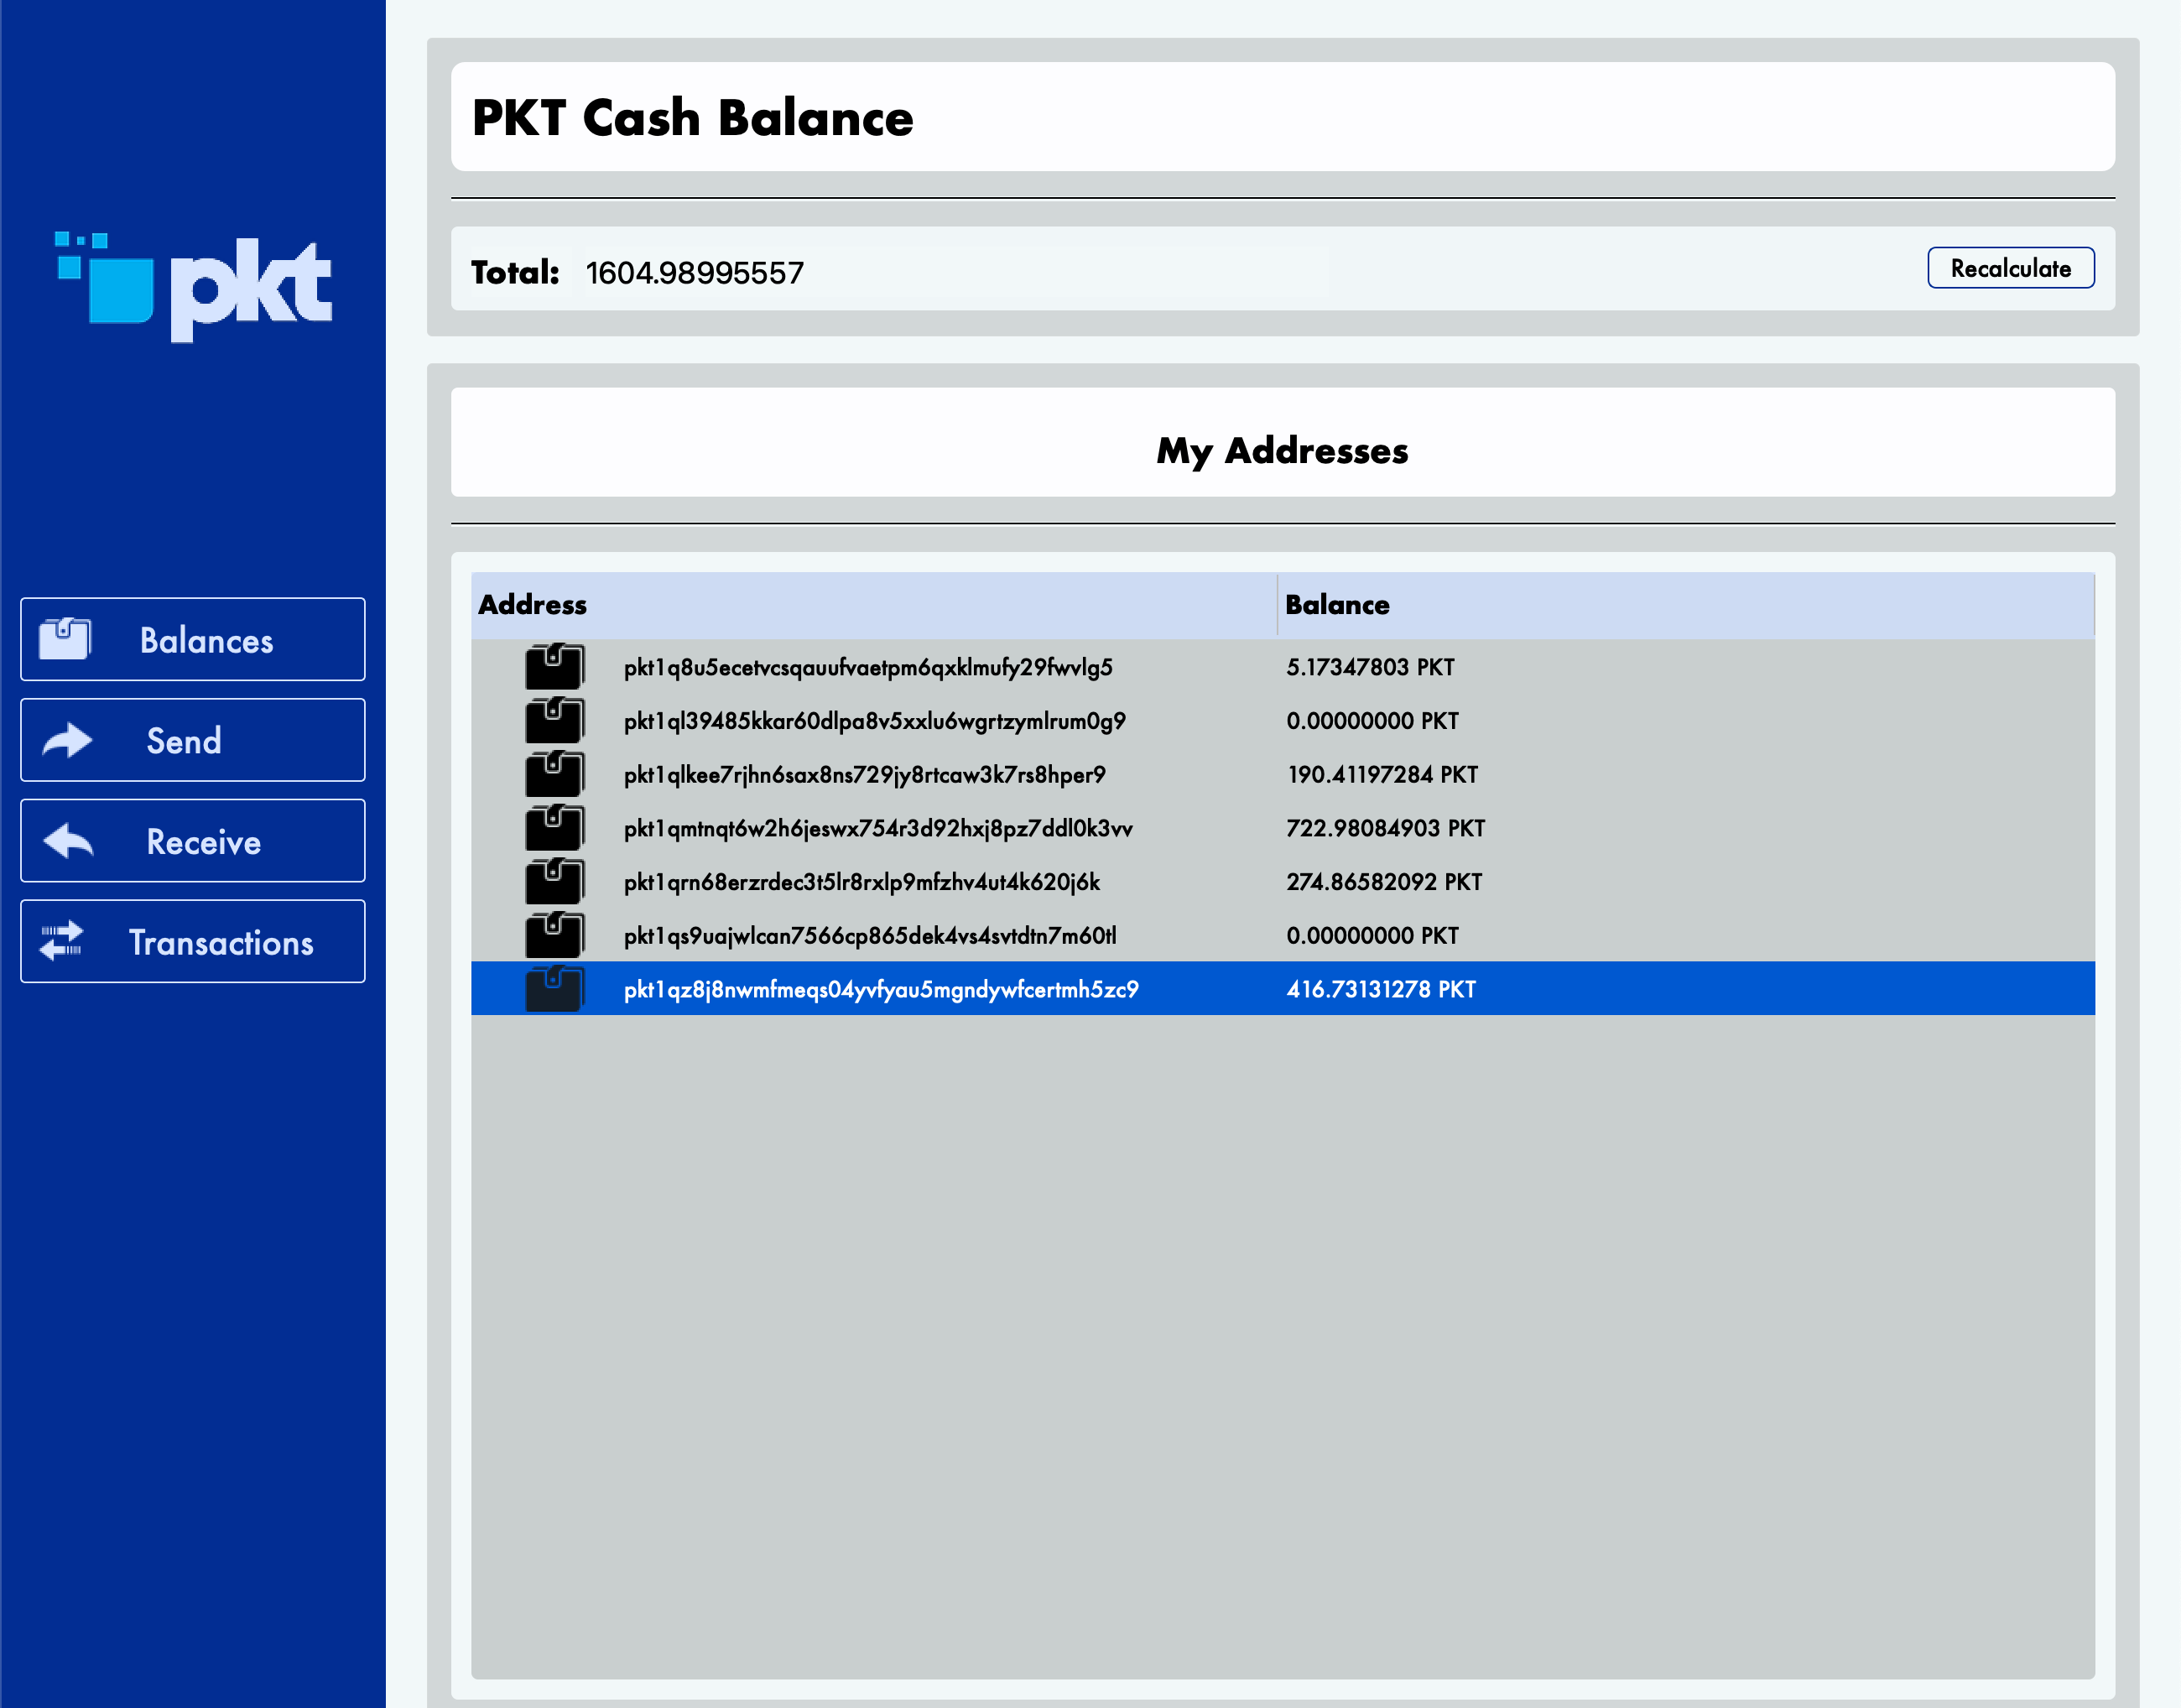 pkt
PKT Cash Balance
Total: 1604.98995557
Recalculate
My Addresses
Balances
Send
Receive
Transactions
Address Balance
pkt1q8u5ecetvcsqauufvaetpm6qxklmufy29fwvlg5 5.17347803 PKT
pkt1ql39485kkar60dlpa8v5xxlu6wgrtzymlrum0g9 0.00000000 PKT
pkt1qlkee7rjhn6sax8ns729jy8rtcaw3k7rs8hper9 190.41197284 PKT
pkt1qmtnqt6w2h6jeswx754r3d92hxj8pz7ddl0k3vv 722.98084903 PKT
pkt1qrn68erzrdec3t5lr8rxlp9mfzhv4ut4k620j6k 274.86582092 PKT
pkt1qs9uajwlcan7566cp865dek4vs4svtdtn7m60tl 0.00000000 PKT
pkt1qz8j8nwmfmeqs04yvfyau5mgndywfcertmh5zc9 416.73131278 PKT